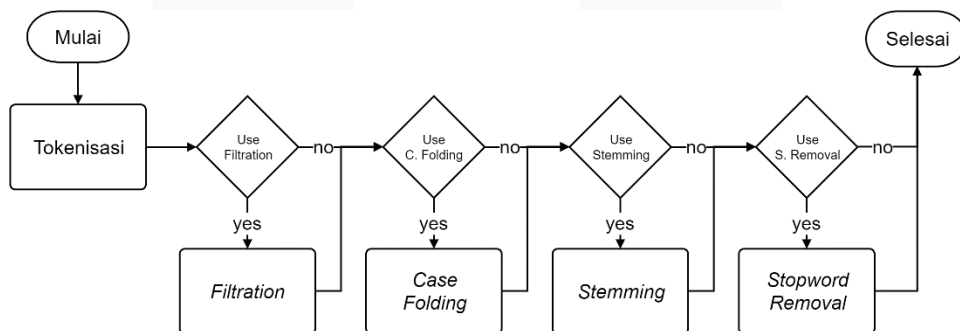 Mulai
Selesai
Tokenisasi
Use
Filtration
no
Use
C. Folding
no
Use
Stemming
no
Use
S. Removal
no
yes
yes
yes
yes
Filtration
Case
Folding
Stemming
Stopword
Removal